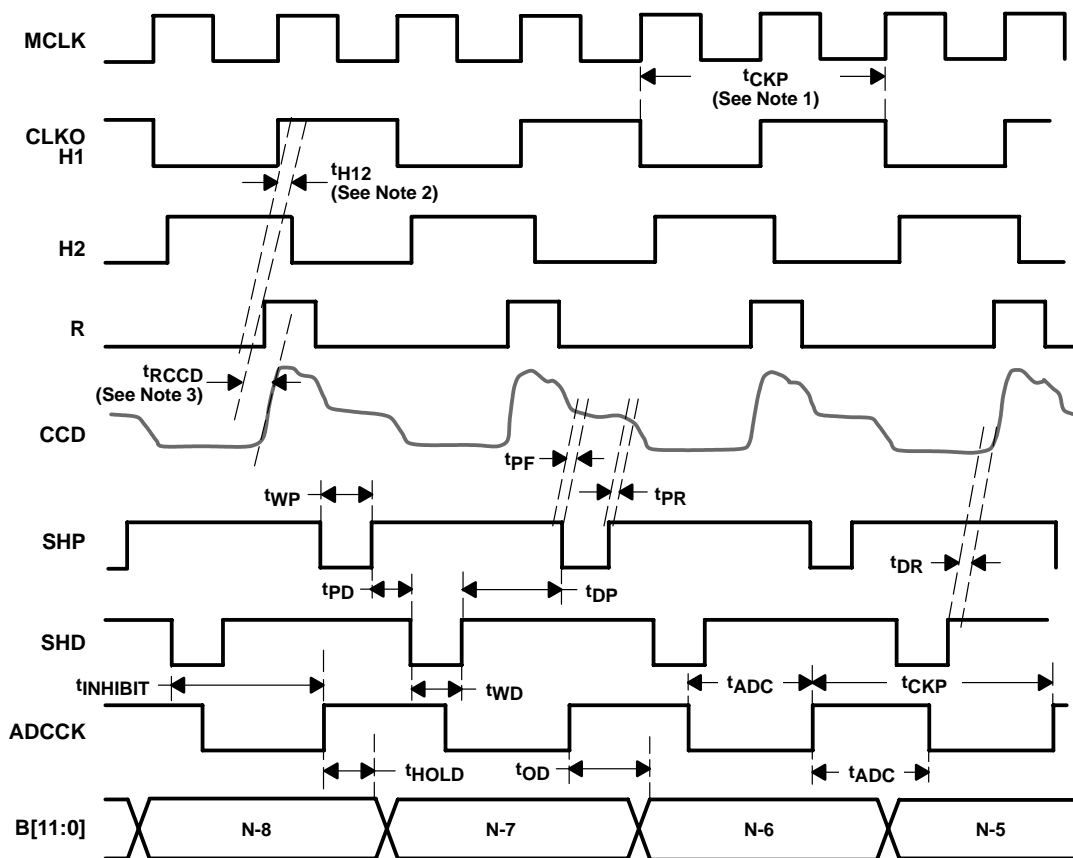 MCLK
tCKP
(See Note 1)
CLKO
H1
tH12
(See Note 2)
H2
R
tRCCD
(See Note 3)
CCD
tPF
tWP
tPR
SHP
tDR
tPD
tDP
SHD
tINHIBIT
tWD
tADC
tCKP
ADCCK
tHOLD
tOD
tADC
B[11:0]
N-8
N-7
N-6
N-5